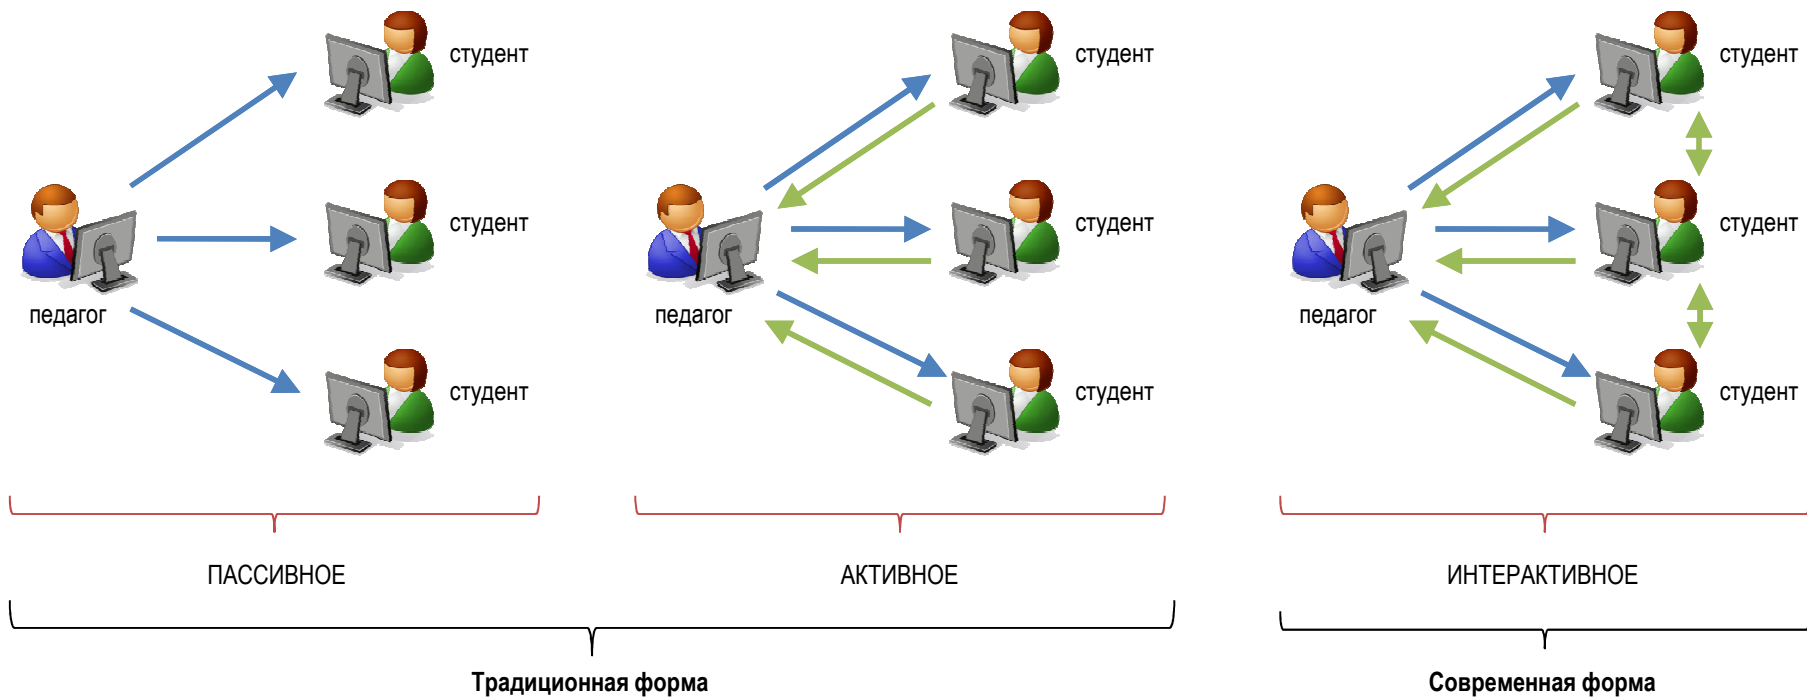 студент
студент
студент
студент
студент
студент
педагог
педагог
педагог
студент
студент
студент
ПАССИВНОЕ
АКТИВНОЕ
ИНТЕРАКТИВНОЕ
Традиционная форма
Современная форма